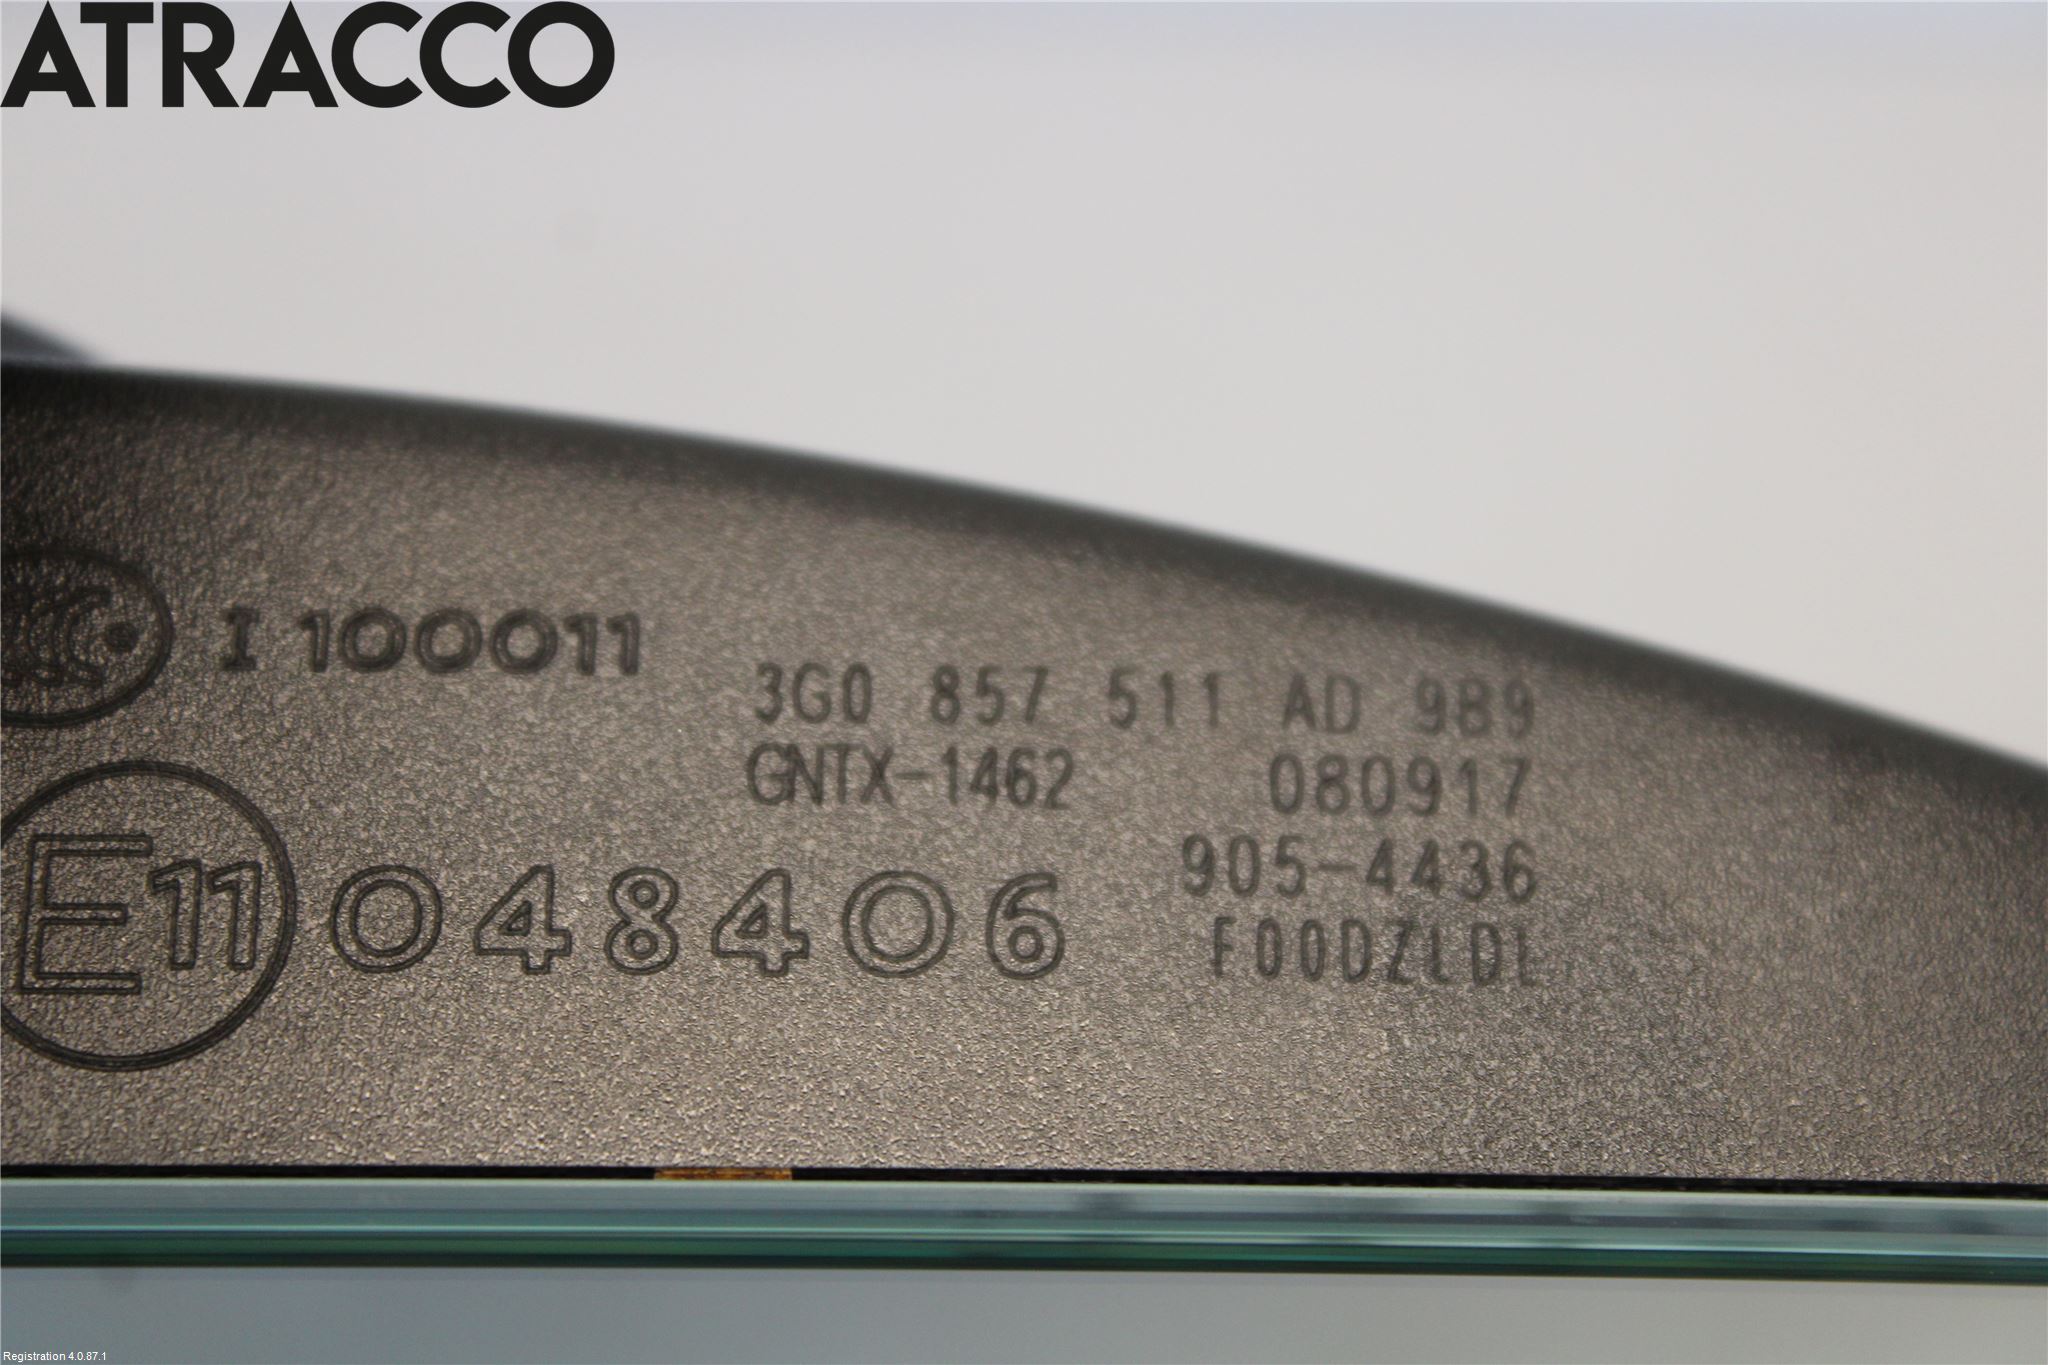 ATRACCO
I 100011
3G0 857 511 AD 9B9
GNTX-1462 080917
905-4436
E11 048406
F00DZLDL
Registration 4.0.87.1